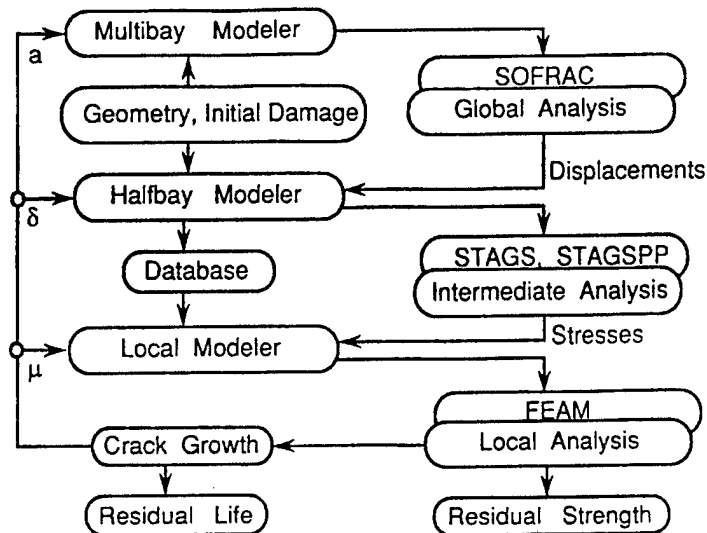 Multibay Modeler
a
SOFRAC
Global Analysis
Geometry, Initial Damage
Displacements
Halfbay Modeler
δ
STAGS, STAGSPP
Intermediate Analysis
Database
Stresses
Local Modeler
μ
FEAM
Local Analysis
Crack Growth
Residual Life
Residual Strength